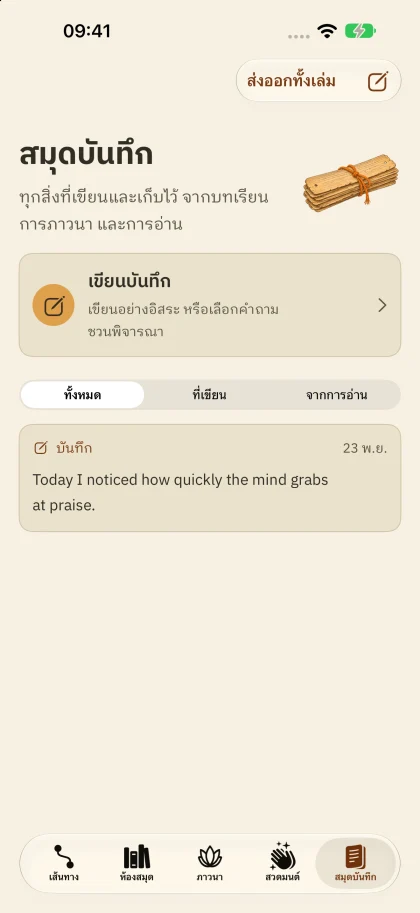 09:41
ส่งออกทั้งเล่ม
สมุดบันทึก
ทุกสิ่งที่เขียนและเก็บไว้ จากบทเรียน
การภาวนา และการอ่าน
เขียนบันทึก
เขียนอย่างอิสระ หรือเลือกคำถาม
ชวนพิจารณา
ทั้งหมด
ที่เขียน
จากการอ่าน
บันทึก
23 พ.ย.
Today I noticed how quickly the mind grabs
at praise.
เส้นทาง
ห้องสมุด
ภาวนา
สวดมนต์
สมุดบันทึก